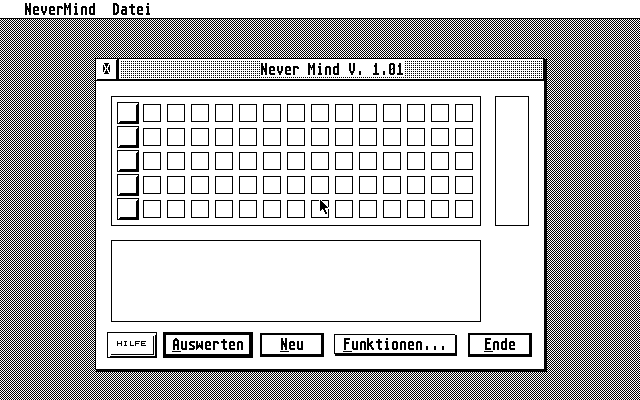 NeverMind Datei
Never Mind V. 1.01
HILFE Auswerten Neu Funktionen... Ende